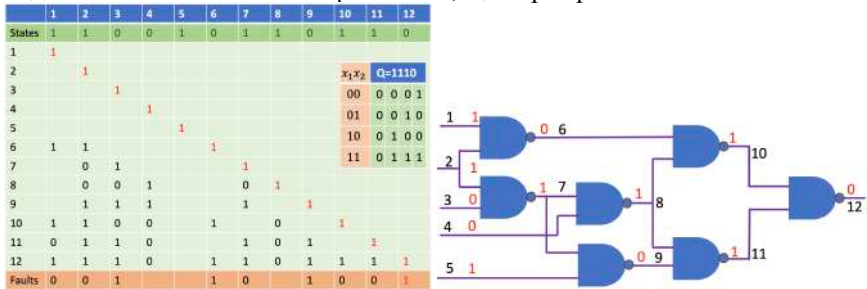 1 2 3 4 5 6 7 8 9 10 11 12
States 1 1 0 0 1 0 1 1 0 1 1 0
1 1
2 1
3 1
4 1
5 1
6 1 1 1
7 0 1 1
8 0 0 1 0 1
9 1 1 1 1 1
10 1 1 0 0 1 0 1
11 0 1 1 0 1 0 1 1
12 1 1 1 0 1 1 0 1 1 1 1
Faults 0 0 1 1 0 1 0 0 1
x₁x₂ Q=1110
00 0 0 0 1
01 0 0 1 0
10 0 1 0 0
11 0 1 1 1
1 1
0 6
2 1
3 0
1 7
4 0
1 8
5 1
0 9
1 10
1 11
0 12